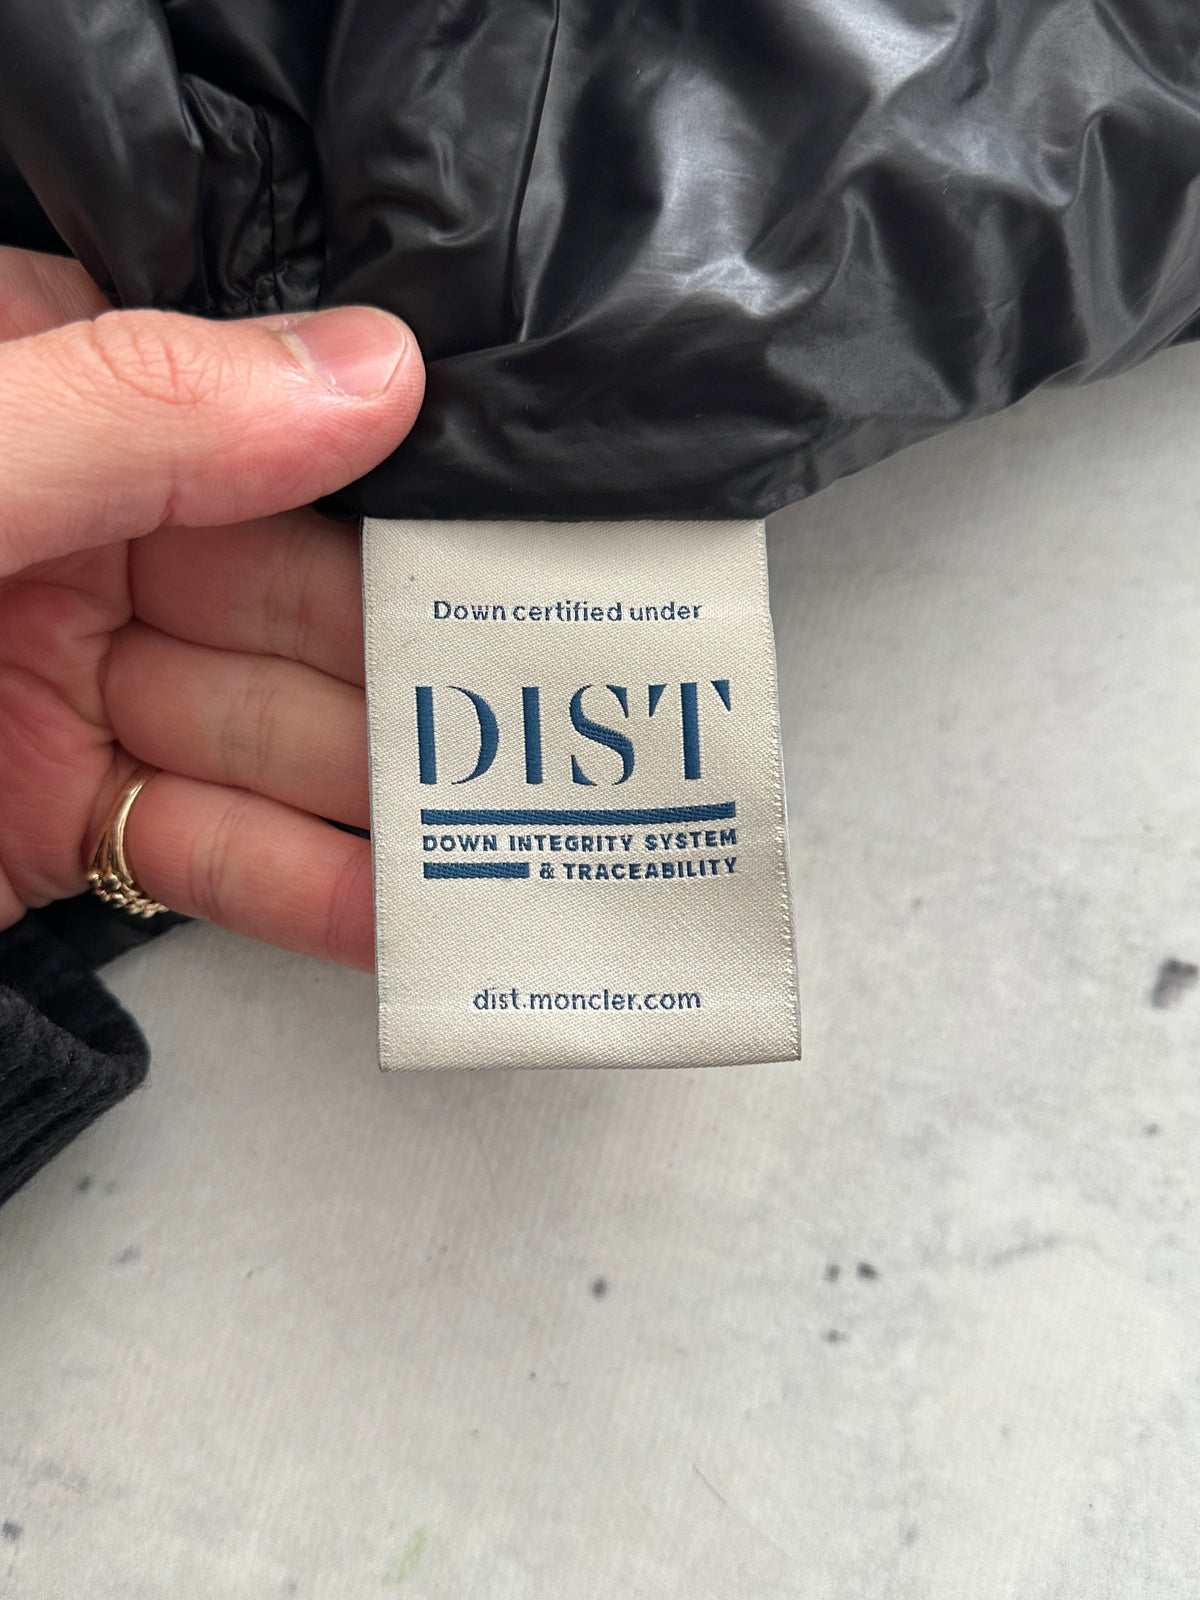 Down certified under
DIST
DOWN INTEGRITY SYSTEM
& TRACEABILITY
dist.moncler.com